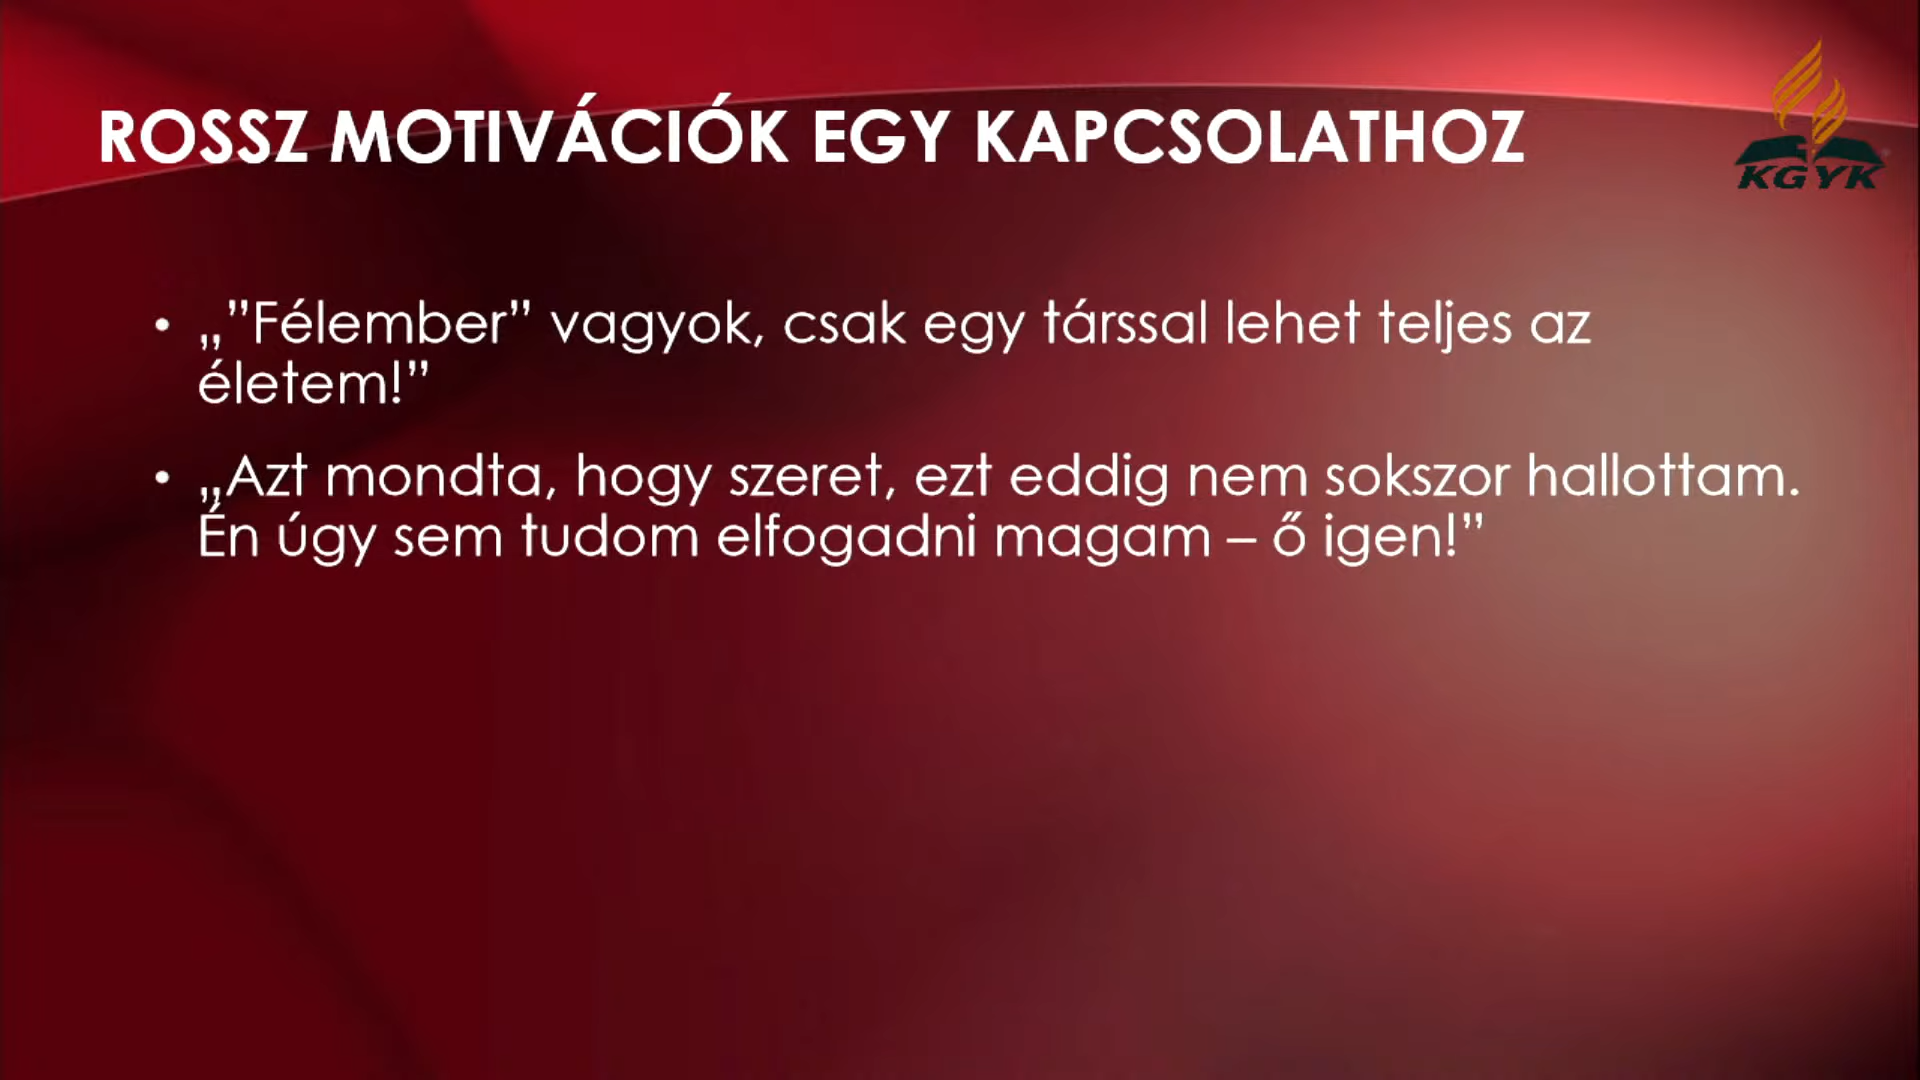 ROSSZ MOTIVÁCIÓK EGY KAPCSOLATHOZ
KGYK
• „”Félember” vagyok, csak egy társsal lehet teljes az
életem!”
• „Azt mondta, hogy szeret, ezt eddig nem sokszor hallottam.
Én úgy sem tudom elfogadni magam – ő igen!”